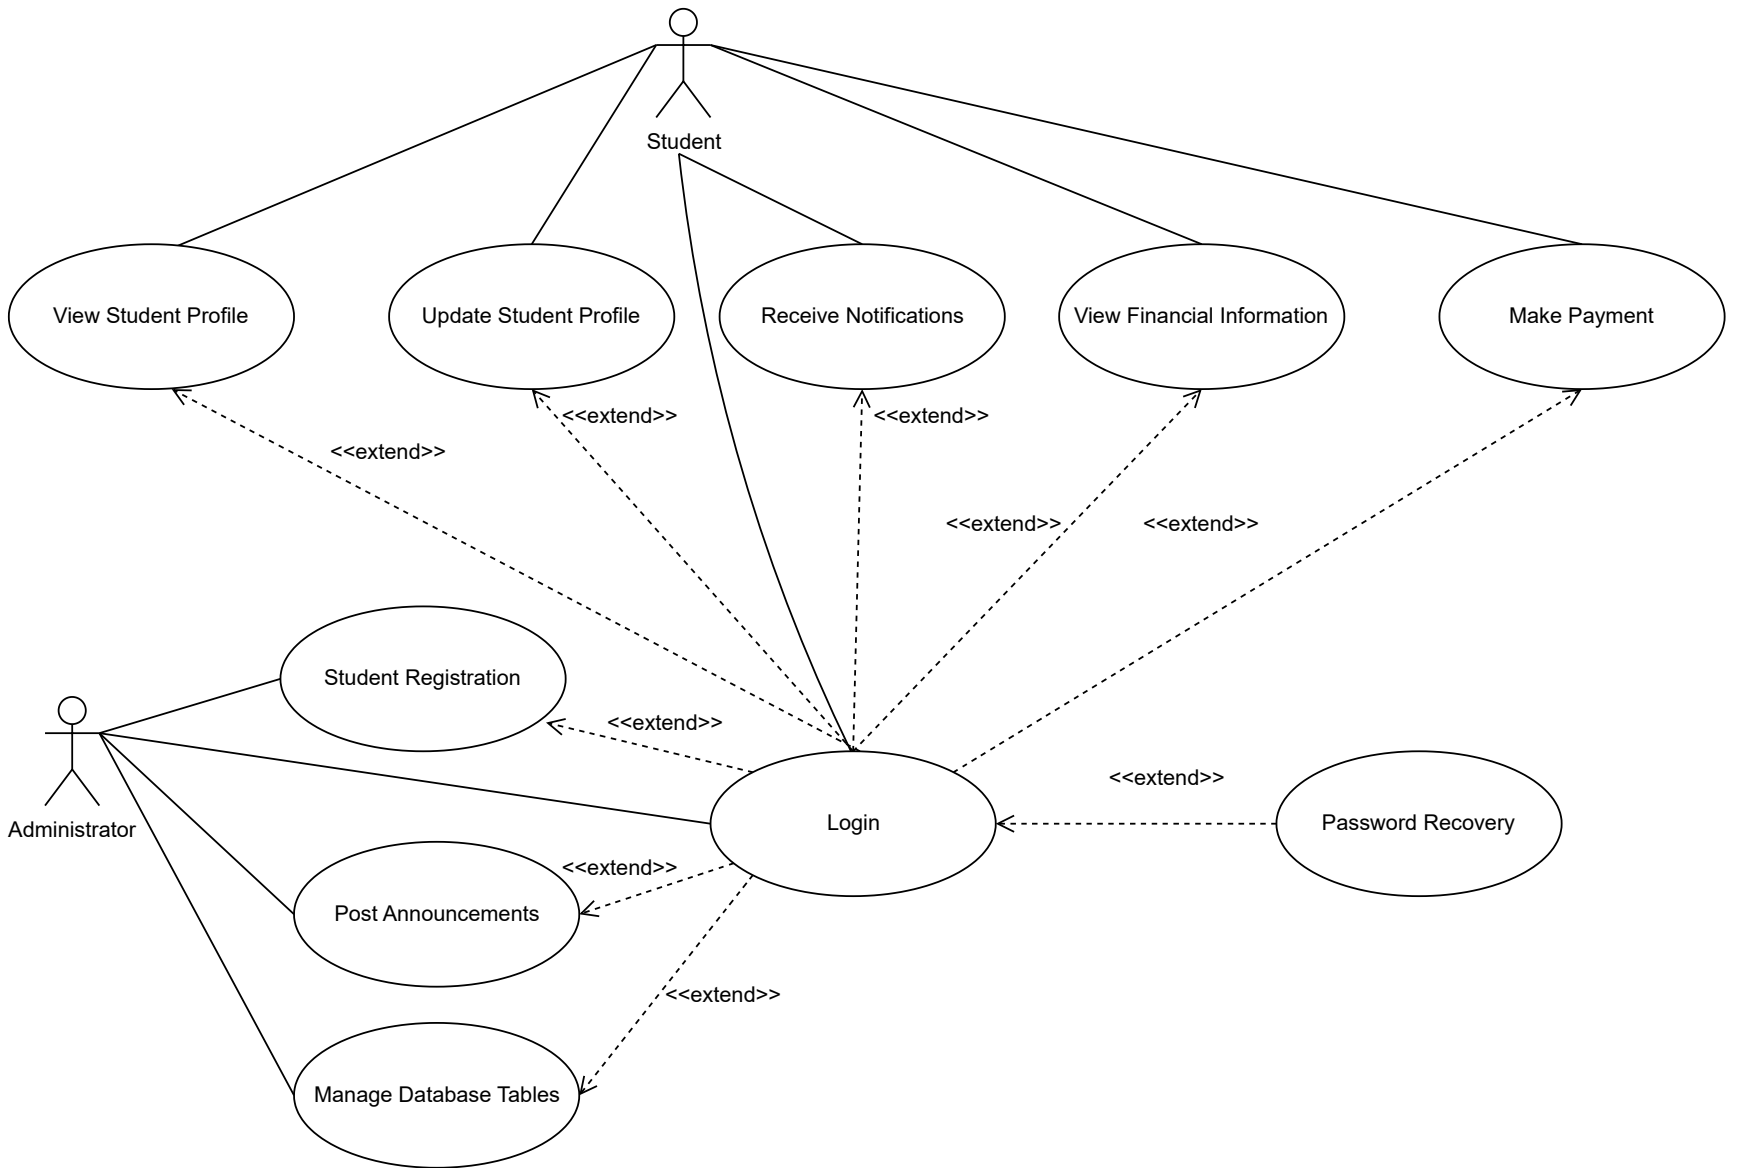 Student
View Student Profile
Update Student Profile
Receive Notifications
View Financial Information
Make Payment
<<extend>>
<<extend>>
<<extend>>
<<extend>>
<<extend>>
Student Registration
<<extend>>
Administrator
Login
<<extend>>
Password Recovery
<<extend>>
Post Announcements
<<extend>>
Manage Database Tables